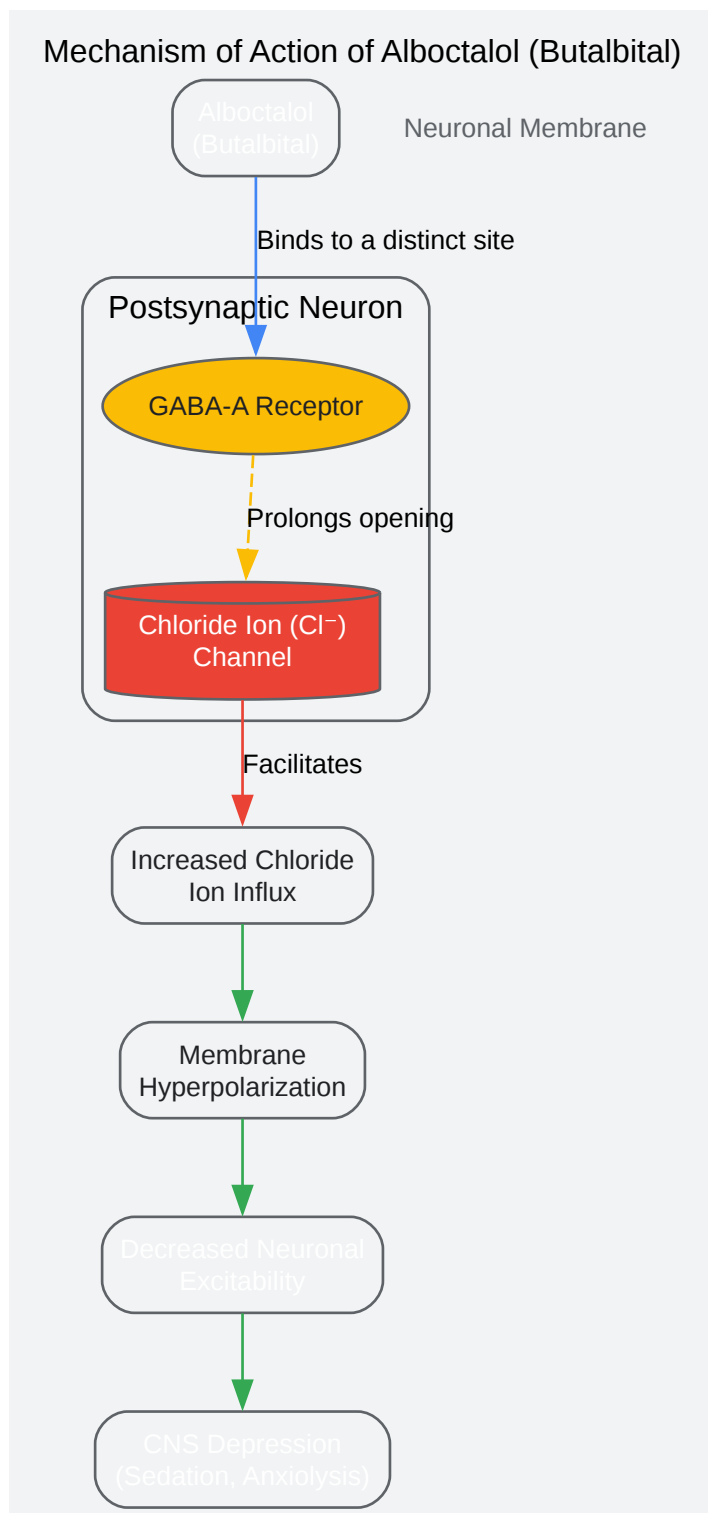 Mechanism of Action of Alboctalol (Butalbital)
Alboctalol
(Butalbital)
Neuronal Membrane
Binds to a distinct site
Postsynaptic Neuron
GABA-A Receptor
Prolongs opening
Chloride Ion (Cl⁻)
Channel
Facilitates
Increased Chloride
Ion Influx
Membrane
Hyperpolarization
Decreased Neuronal
Excitability
CNS Depression
(Sedation, Anxiolysis)